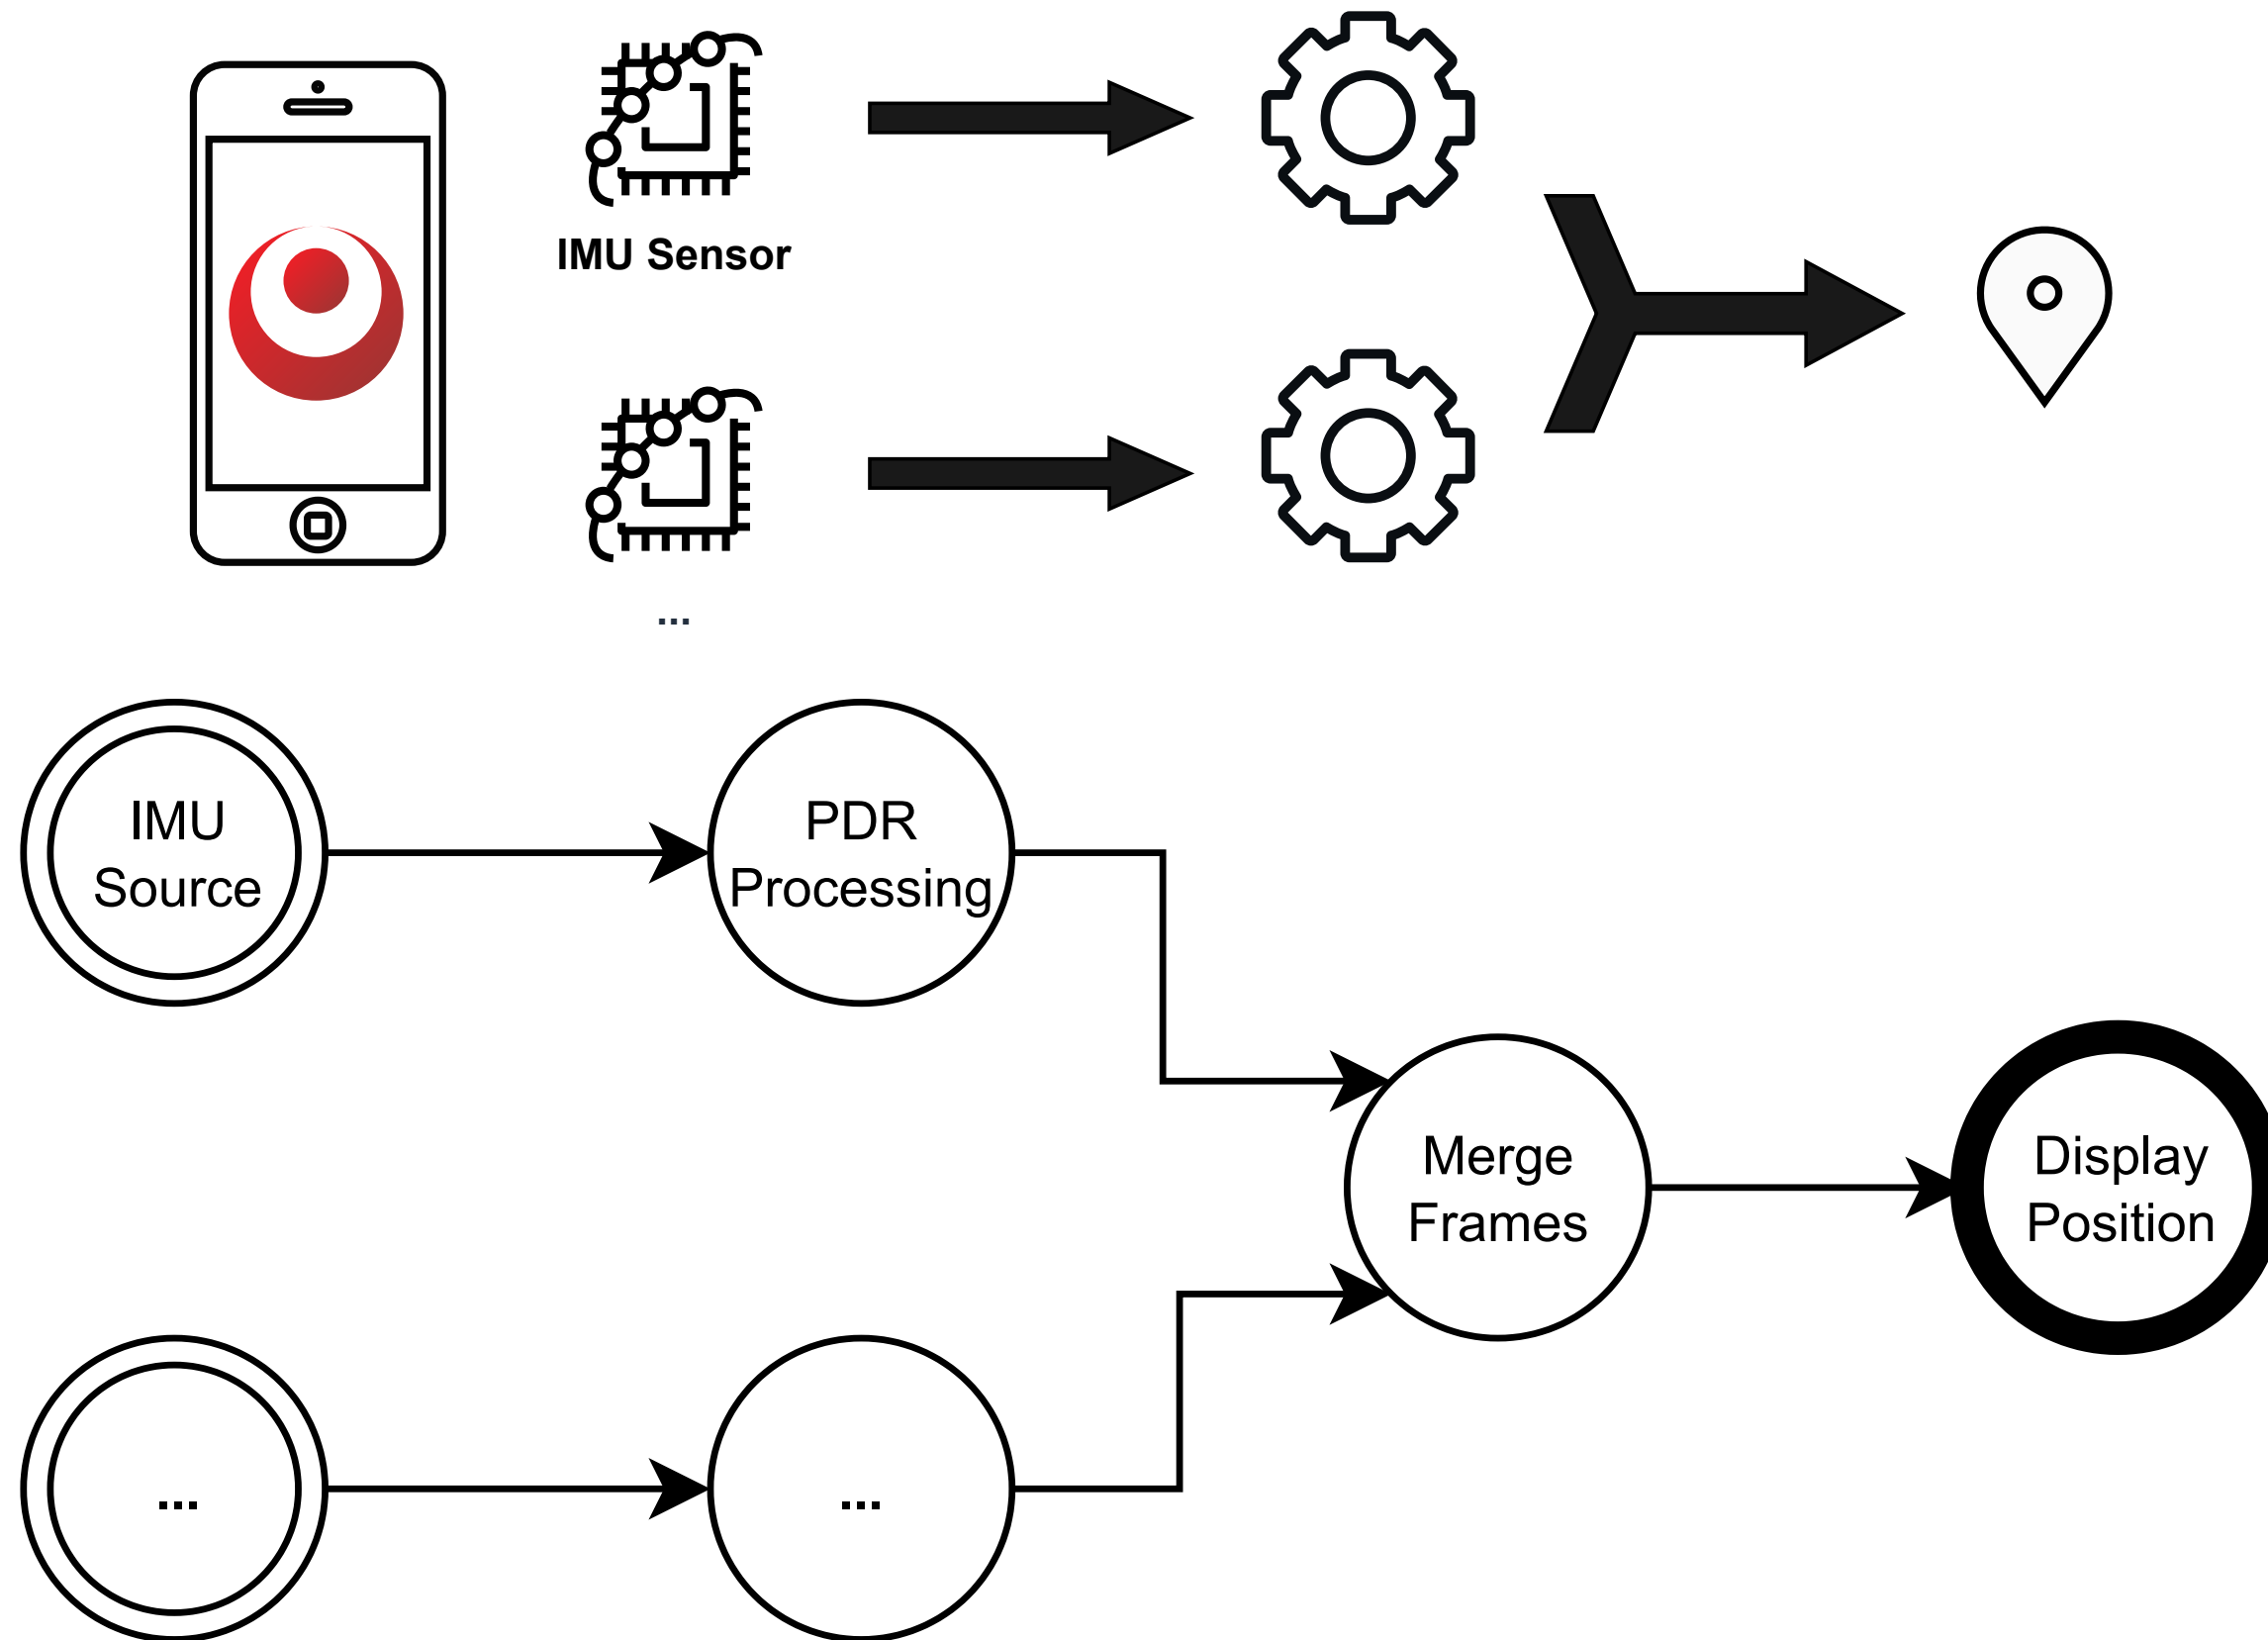 IMU Sensor
...
IMU
Source
PDR
Processing
Merge
Frames
Display
Position
...
...